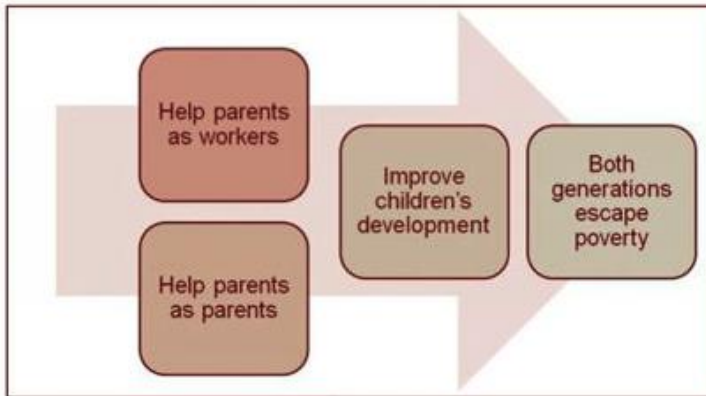 Help parents
as workers
Help parents
as parents
Improve
children's
development
Both
generations
escape
poverty